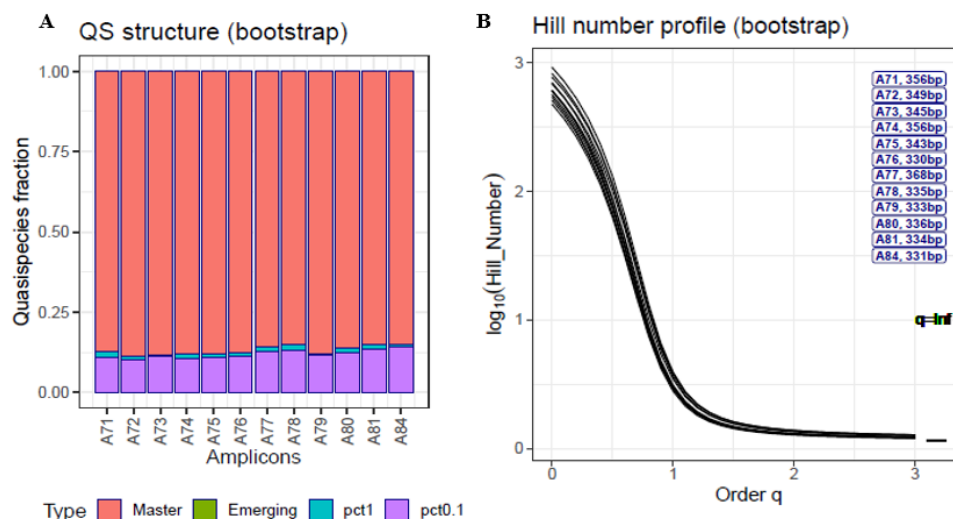 A
QS structure (bootstrap)
Quasispecies fraction
1.00
0.75
0.50
0.25
0.00
A71 A72 A73 A74 A75 A76 A77 A78 A79 A80 A81 A84
Amplicons
Type Master Emerging pct1 pct0.1
B
Hill number profile (bootstrap)
log10(Hill_Number)
3
2
1
0
A71, 356bp
A72, 349bp
A73, 345bp
A74, 356bp
A75, 343bp
A76, 330bp
A77, 368bp
A78, 335bp
A79, 333bp
A80, 336bp
A81, 334bp
A84, 331bp
q=Inf
0 1 2 3
Order q